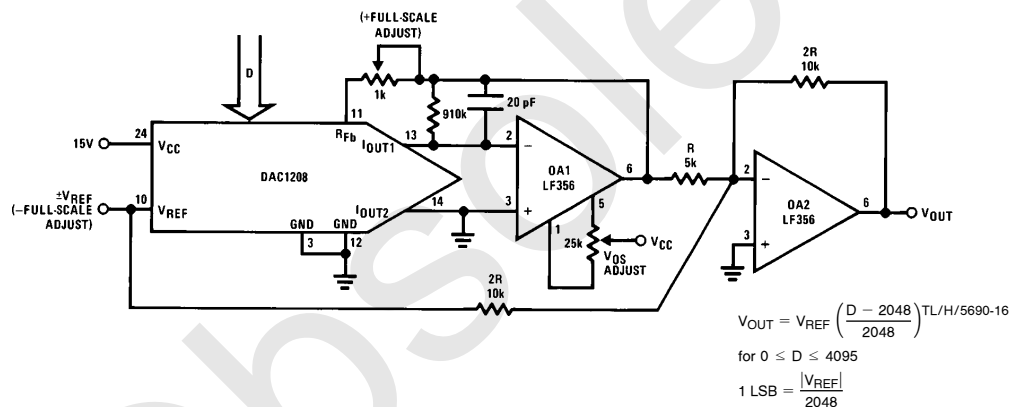 (+FULL-SCALE
ADJUST)
D
1k
11
RFb
910k
20 pF
13
IOUT1
24
15V
VCC
DAC1208
±VREF
(−FULL-SCALE
ADJUST)
10
VREF
IOUT2
14
GND
GND
3
12
2
−
3
+
OA1
LF356
6
5
1
25k
VCC
VOS
ADJUST
R
5k
2R
10k
2
−
3
+
OA2
LF356
6
VOUT
2R
10k
VOUT = VREF (D − 2048 / 2048) TL/H/5690-16
for 0 ≤ D ≤ 4095
1 LSB = |VREF| / 2048
obsole